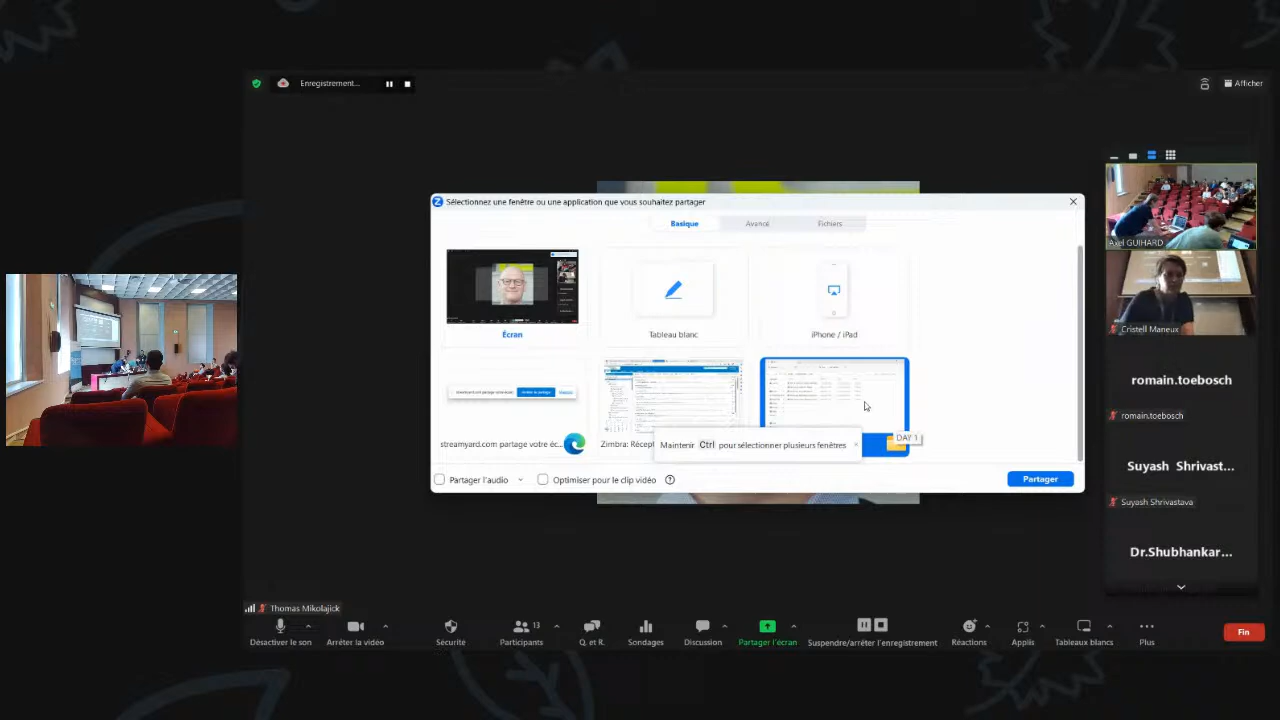 Enregistrement...
Afficher
Sélectionnez une fenêtre ou une application que vous souhaitez partager
Basique
Avancé
Fichiers
Écran
Tableau blanc
iPhone / iPad
streamyard.com partage votre éc...
Zimbra: Récept
Maintenir Ctrl pour sélectionner plusieurs fenêtres
DAY 1
Partager l'audio
Optimiser pour le clip vidéo
Partager
Axel GUIHARD
Cristell Maneux
romain.toebosch
romain.toebosch
Suyash Shrivast...
Suyash Shrivastava
Dr.Shubhankar...
Thomas Mikolajick
Désactiver le son
Arrêter la vidéo
Sécurité
Participants
13
Q. et R.
Sondages
Discussion
Partager l'écran
Suspendre/arrêter l'enregistrement
Réactions
Applis
Tableaux blancs
Plus
Fin